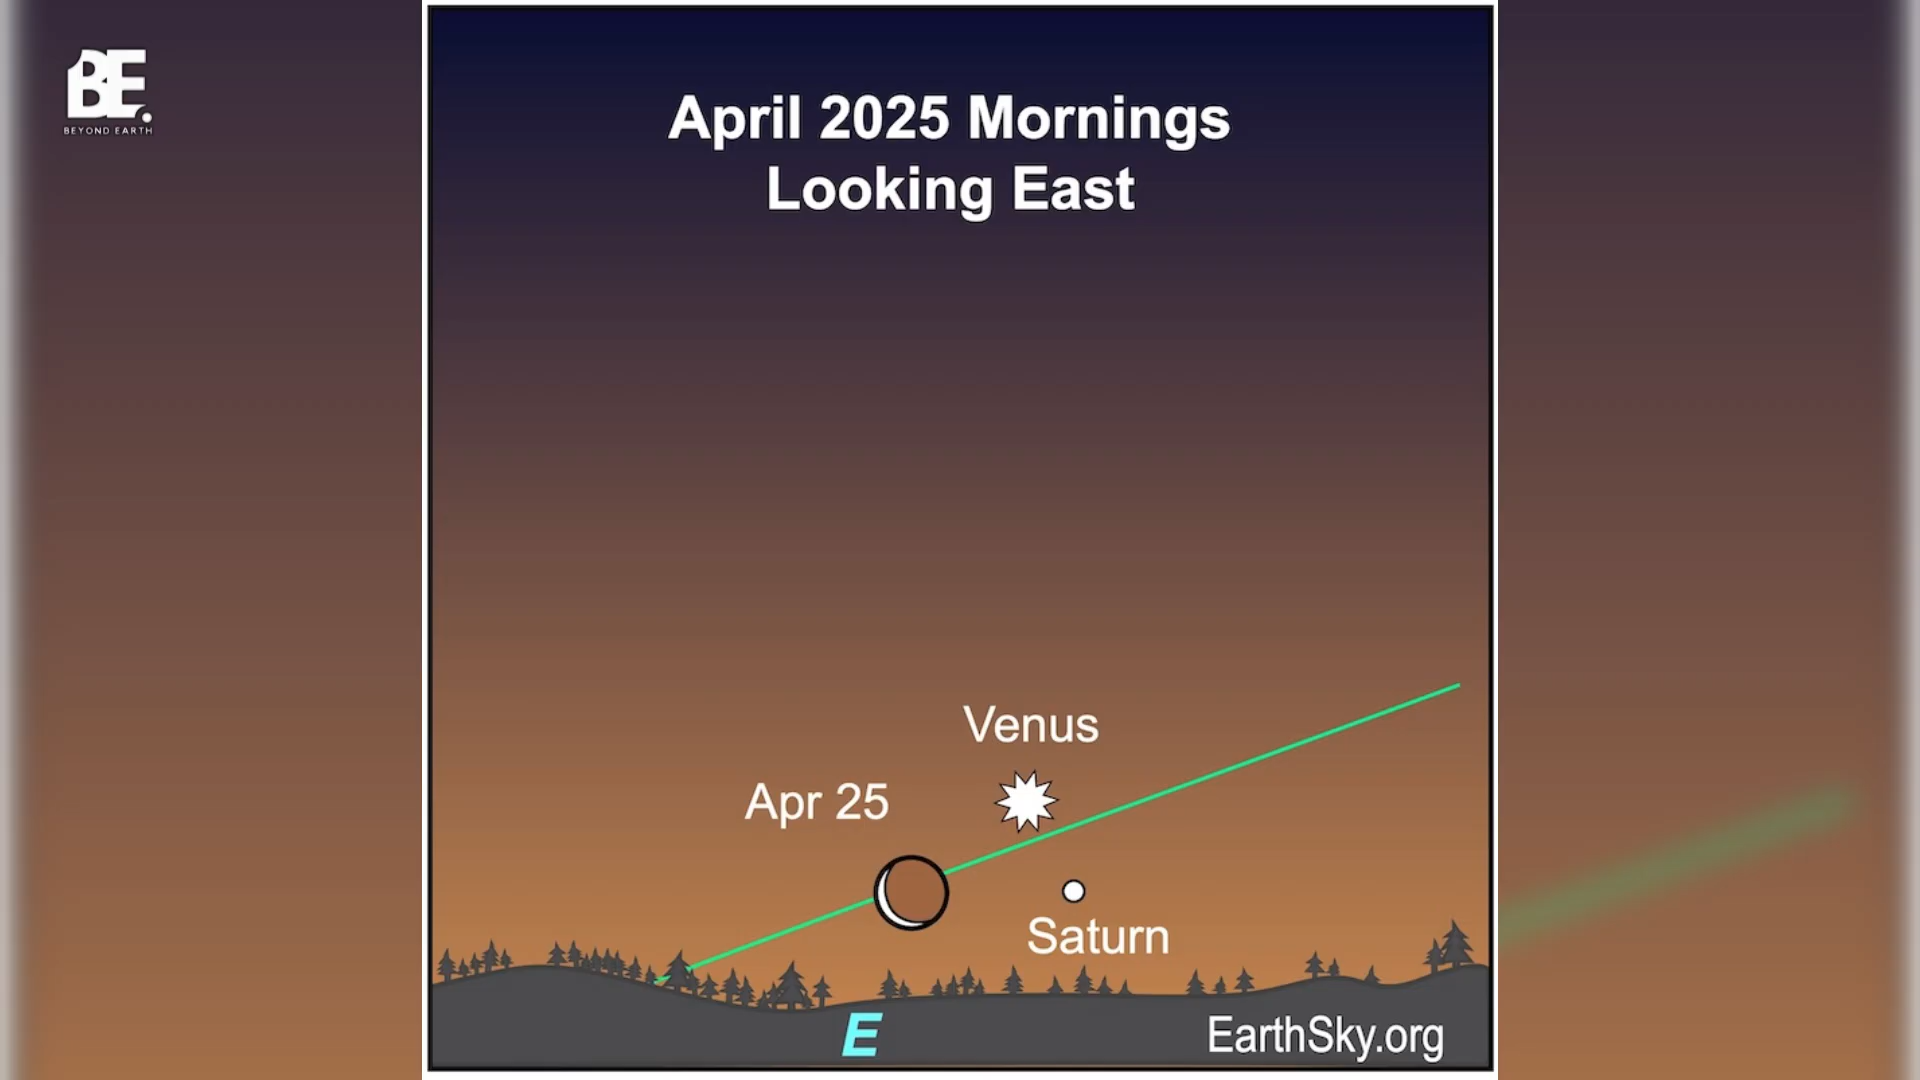 BE.
BEYOND EARTH
April 2025 Mornings
Looking East
Venus
Apr 25
Saturn
E
EarthSky.org